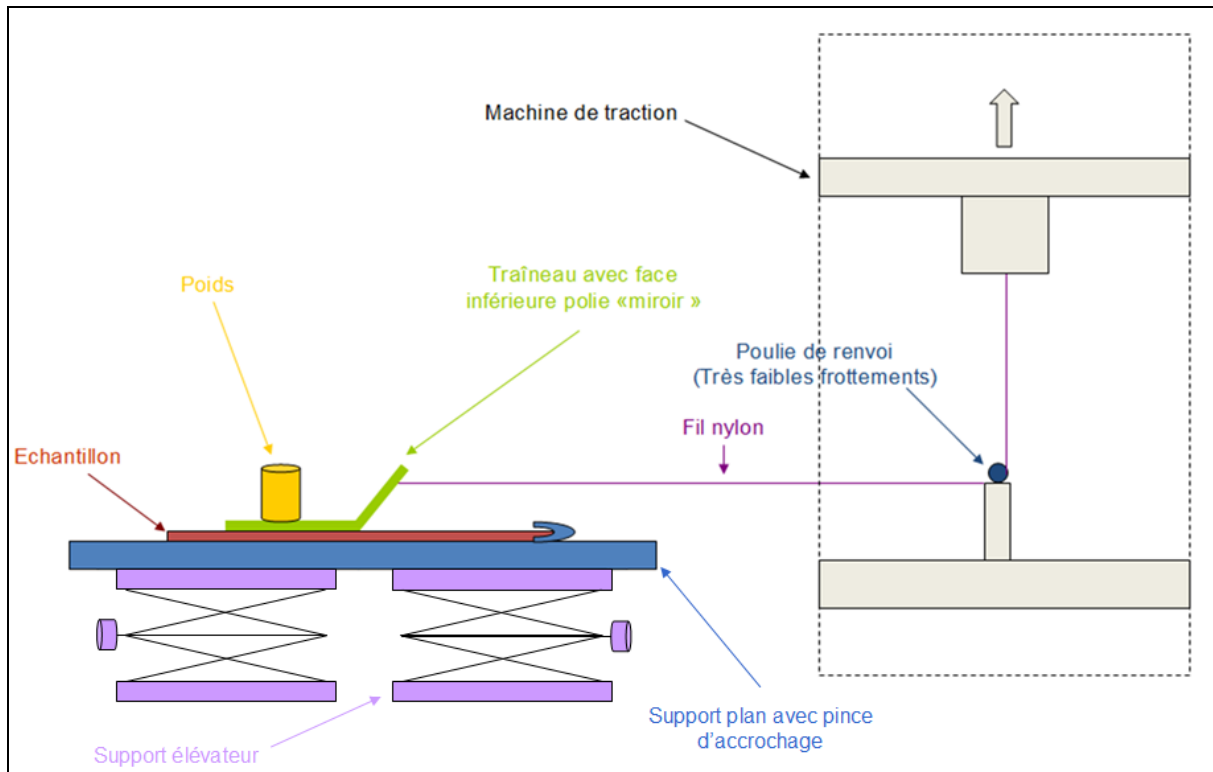 Machine de traction
Traîneau avec face
inférieure polie «miroir »
Poids
Poulie de renvoi
(Très faibles frottements)
Fil nylon
Echantillon
Support plan avec pince
d'accrochage
Support élévateur